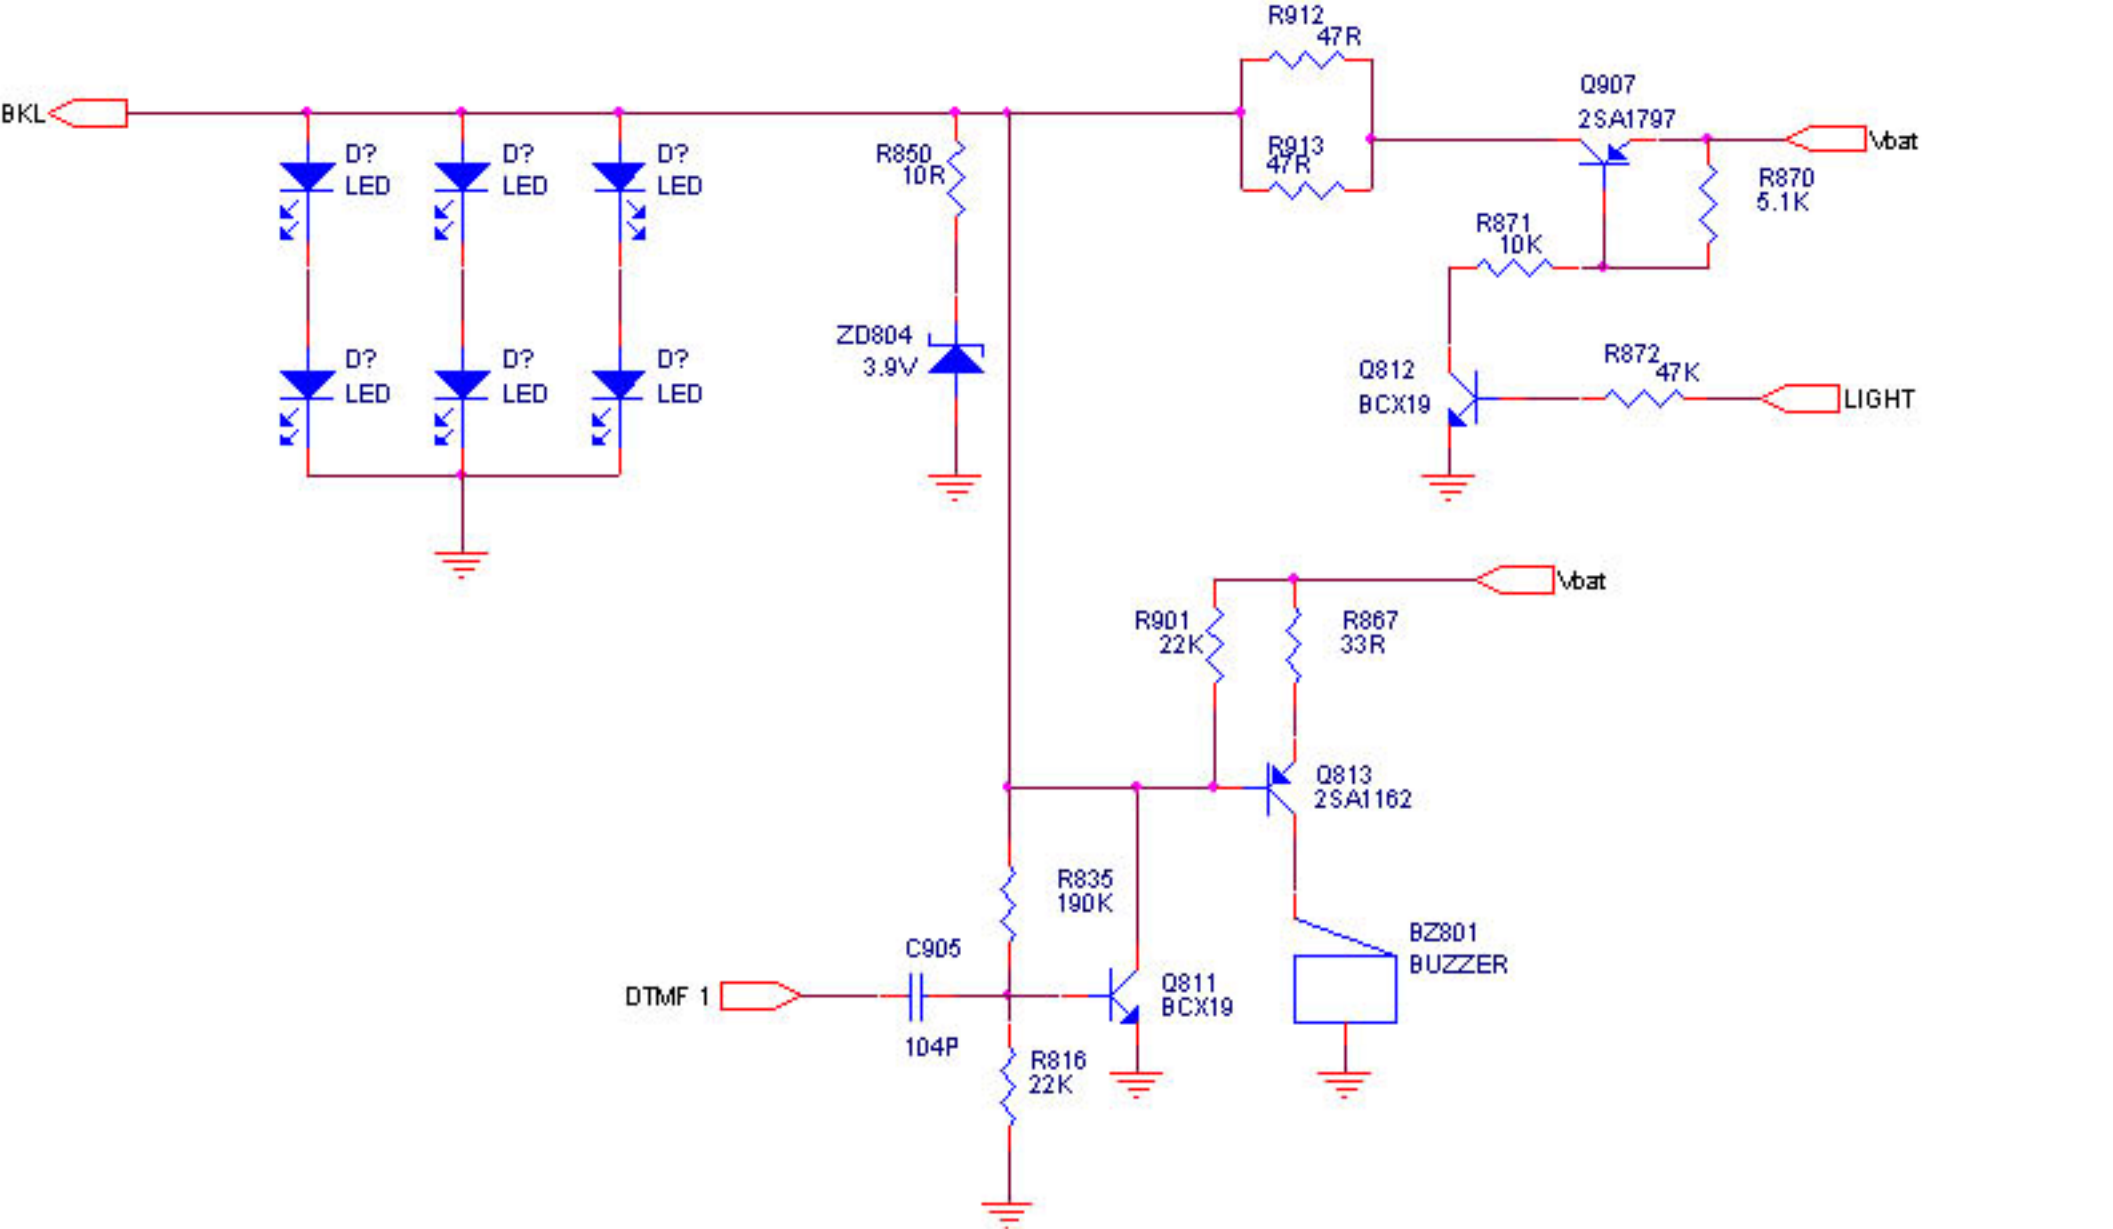 R912
47R
Q907
2SA1797
BKL
D?
LED
D?
LED
D?
LED
R850
10R
R913
47R
Vbat
R870
5.1K
R871
10K
ZD804
3.9V
D?
LED
D?
LED
D?
LED
Q812
BCX19
R872
47K
LIGHT
Vbat
R901
22K
R867
33R
Q813
2SA1162
R835
190K
C905
BZ801
BUZZER
DTMF 1
Q811
BCX19
104P
R816
22K